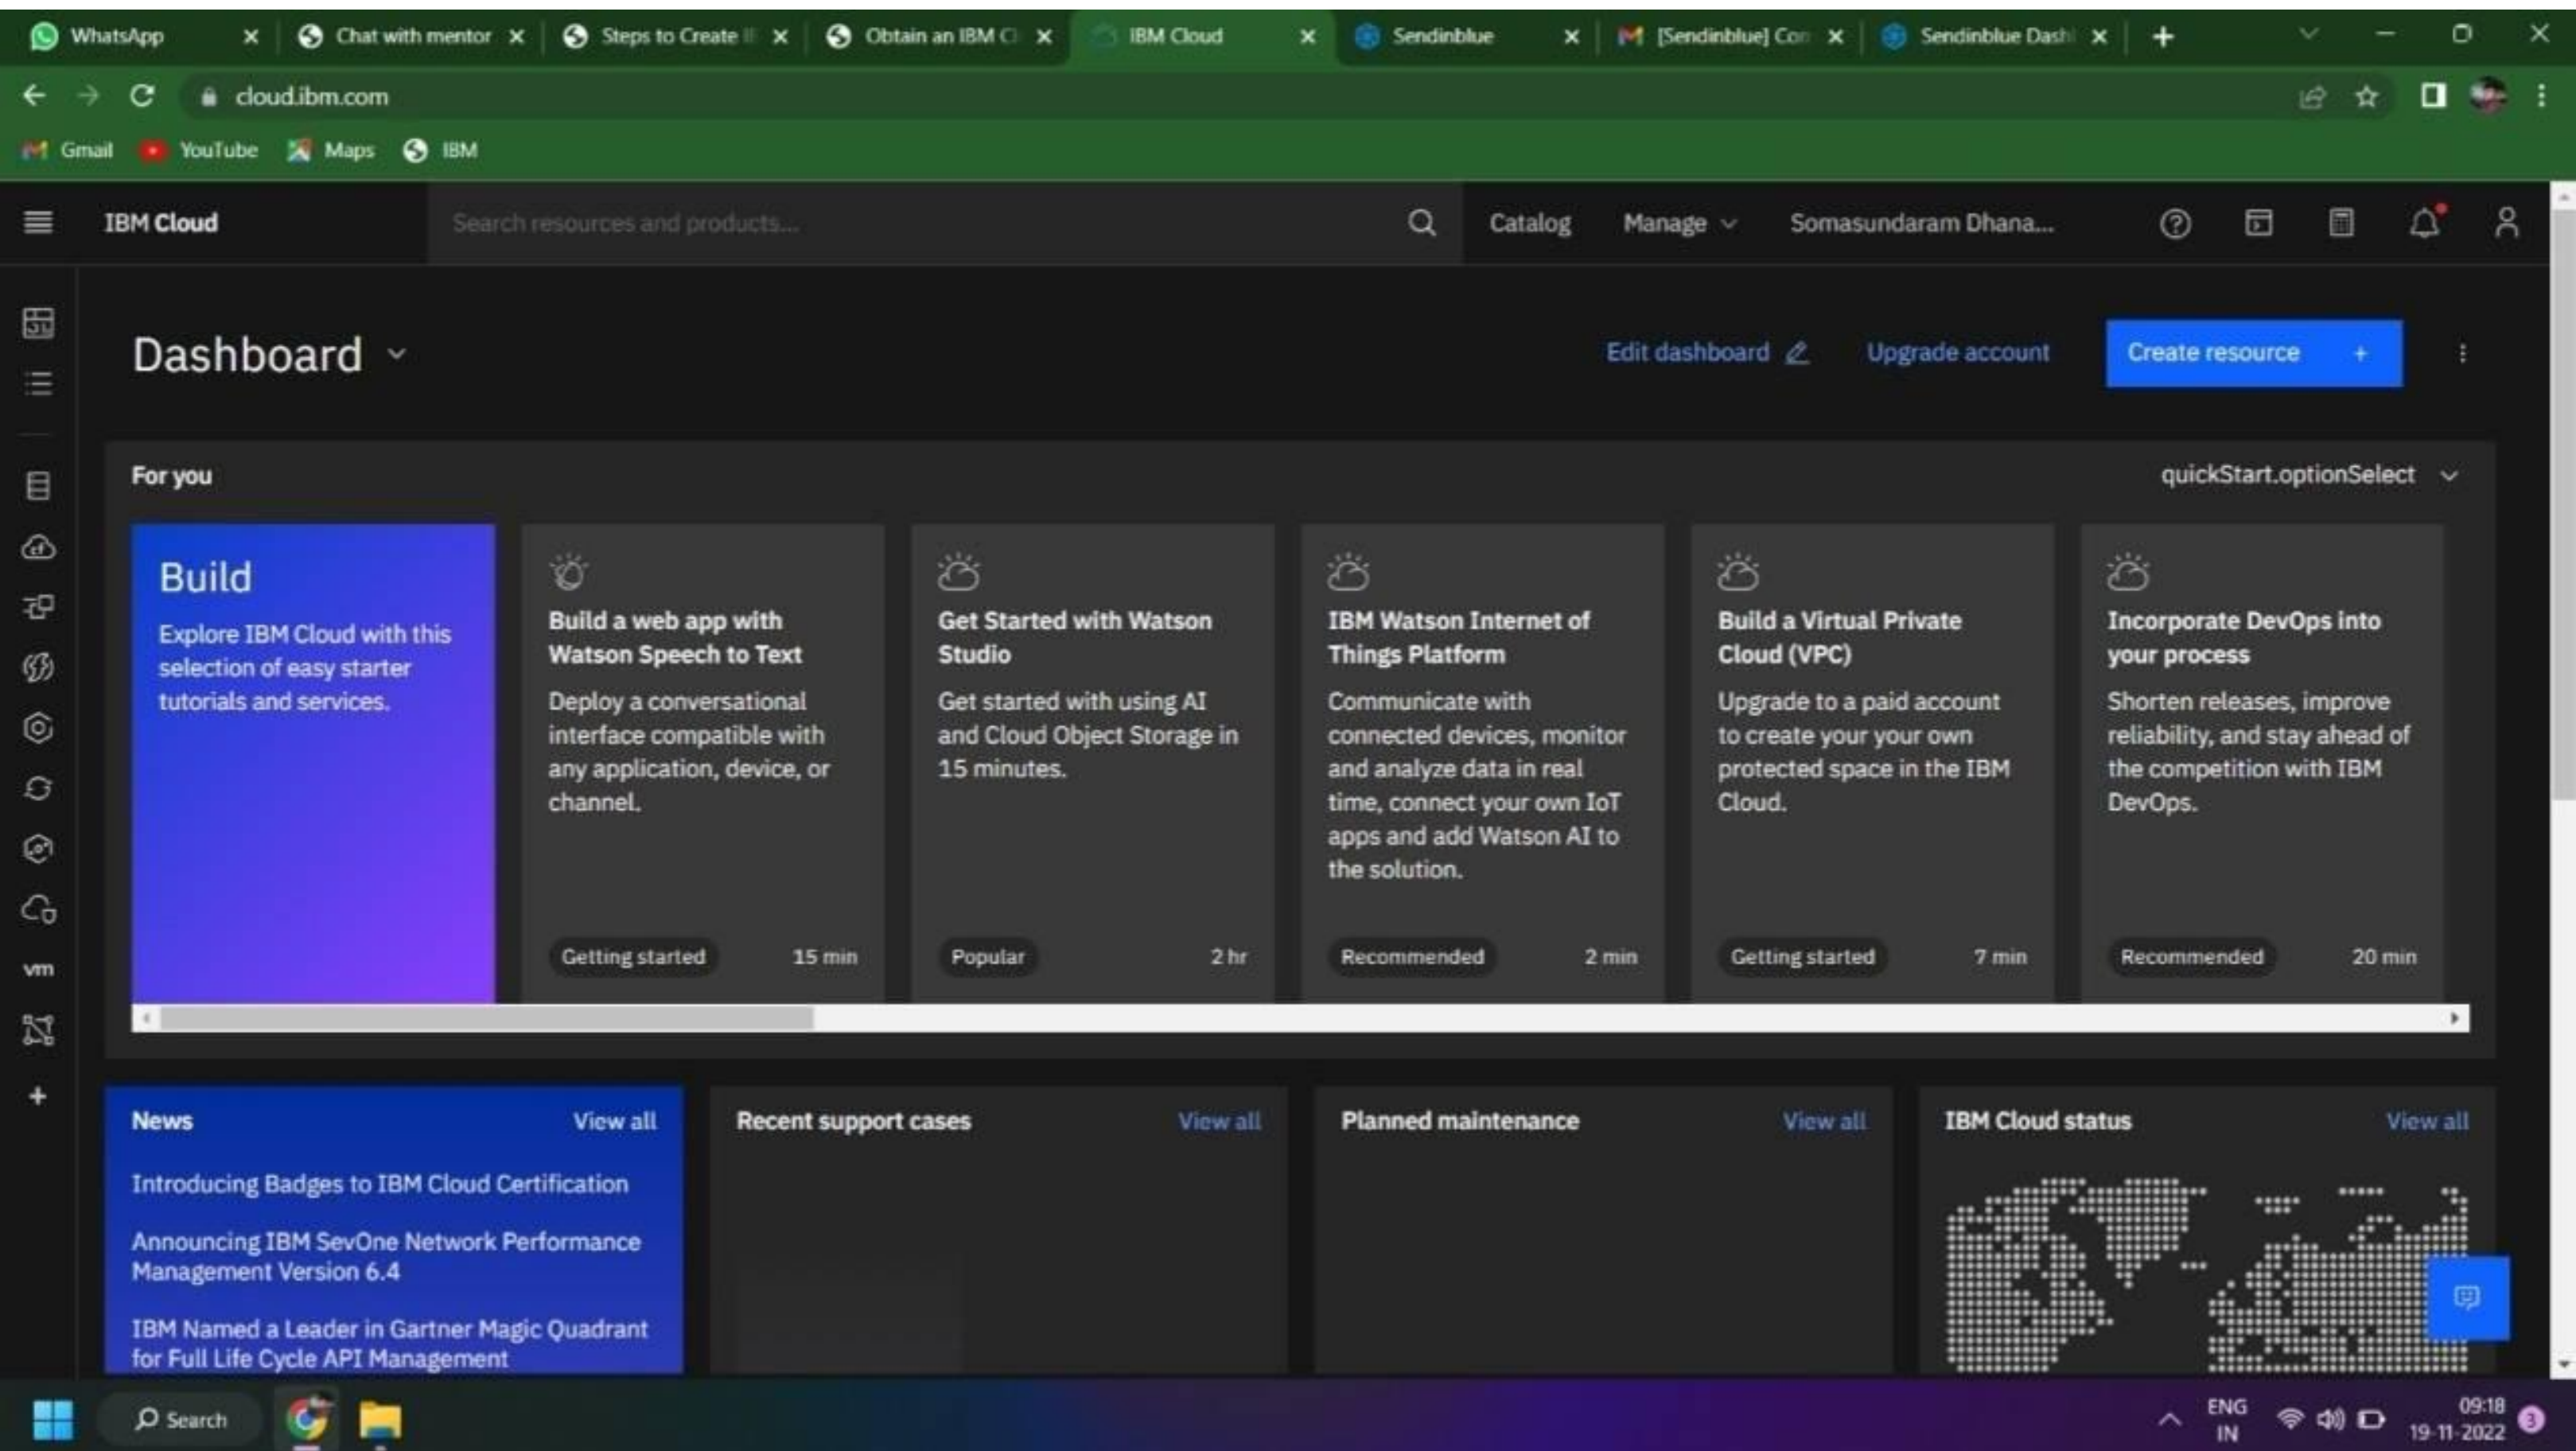 WhatsApp
Chat with mentor
Steps to Create I
Obtain an IBM C
IBM Cloud
Sendinblue
[Sendinblue] Con
Sendinblue Dash
cloud.ibm.com
Gmail
YouTube
Maps
IBM
IBM Cloud
Search resources and products...
Catalog
Manage
Somasundaram Dhana...
Dashboard
Edit dashboard
Upgrade account
Create resource +
For you
quickStart.optionSelect
Build
Explore IBM Cloud with this
selection of easy starter
tutorials and services.
Build a web app with
Watson Speech to Text
Deploy a conversational
interface compatible with
any application, device, or
channel.
Getting started
15 min
Get Started with Watson
Studio
Get started with using AI
and Cloud Object Storage in
15 minutes.
Popular
2 hr
IBM Watson Internet of
Things Platform
Communicate with
connected devices, monitor
and analyze data in real
time, connect your own IoT
apps and add Watson AI to
the solution.
Recommended
2 min
Build a Virtual Private
Cloud (VPC)
Upgrade to a paid account
to create your your own
protected space in the IBM
Cloud.
Getting started
7 min
Incorporate DevOps into
your process
Shorten releases, improve
reliability, and stay ahead of
the competition with IBM
DevOps.
Recommended
20 min
vm
News
View all
Introducing Badges to IBM Cloud Certification
Announcing IBM SevOne Network Performance
Management Version 6.4
IBM Named a Leader in Gartner Magic Quadrant
for Full Life Cycle API Management
Recent support cases
View all
Planned maintenance
View all
IBM Cloud status
View all
Search
ENG
IN
09:18
19-11-2022
3